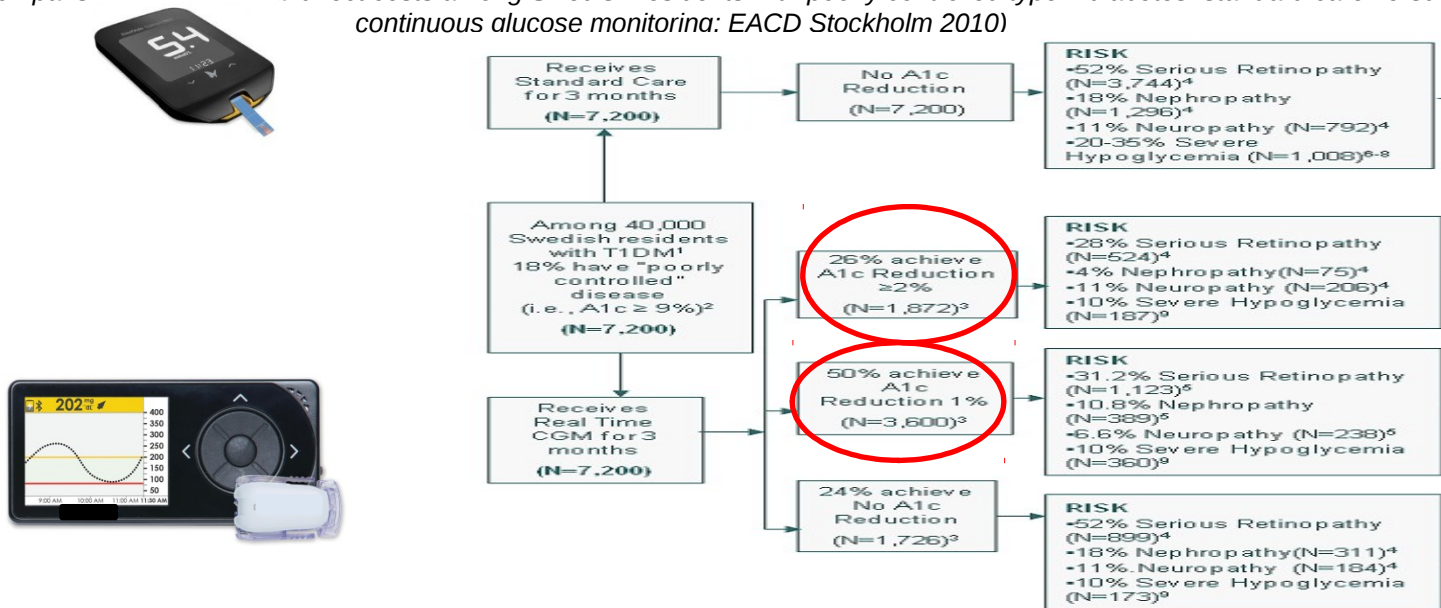 continuous glucose monitoring: EACD Stockholm 2010)
5.4
11:23
Receives
Standard Care
for 3 months
(N=7,200)
No A1c
Reduction
(N=7,200)
RISK
•52% Serious Retinopathy
(N=3,744)⁴
•18% Nephropathy
(N=1,296)⁴
•11% Neuropathy (N=792)⁴
•20-35% Severe
Hypoglycemia (N=1,008)⁶⁻⁸
Among 40,000
Swedish residents
with T1DM¹
18% have "poorly
controlled"
disease
(i.e., A1c ≥ 9%)²
(N=7,200)
26% achieve
A1c Reduction
≥2%
(N=1,872)³
RISK
•28% Serious Retinopathy
(N=524)⁴
•4% Nephropathy(N=75)⁴
•11% Neuropathy (N=206)⁴
•10% Severe Hypoglycemia
(N=187)⁹
50% achieve
A1c
Reduction 1%
(N=3,600)³
RISK
•31.2% Serious Retinopathy
(N=1,123)⁵
•10.8% Nephropathy
(N=389)⁵
•6.6% Neuropathy (N=238)⁵
•10% Severe Hypoglycemia
(N=360)⁹
Receives
Real Time
CGM for 3
months
(N=7,200)
24% achieve
No A1c
Reduction
(N=1,726)³
RISK
•52% Serious Retinopathy
(N=899)⁴
•18% Nephropathy(N=311)⁴
•11%.Neuropathy (N=184)⁴
•10% Severe Hypoglycemia
(N=173)⁹
202 mg
400
350
300
250
200
150
100
50
9:00 AM 10:00 AM 11:00 AM 11:30 AM